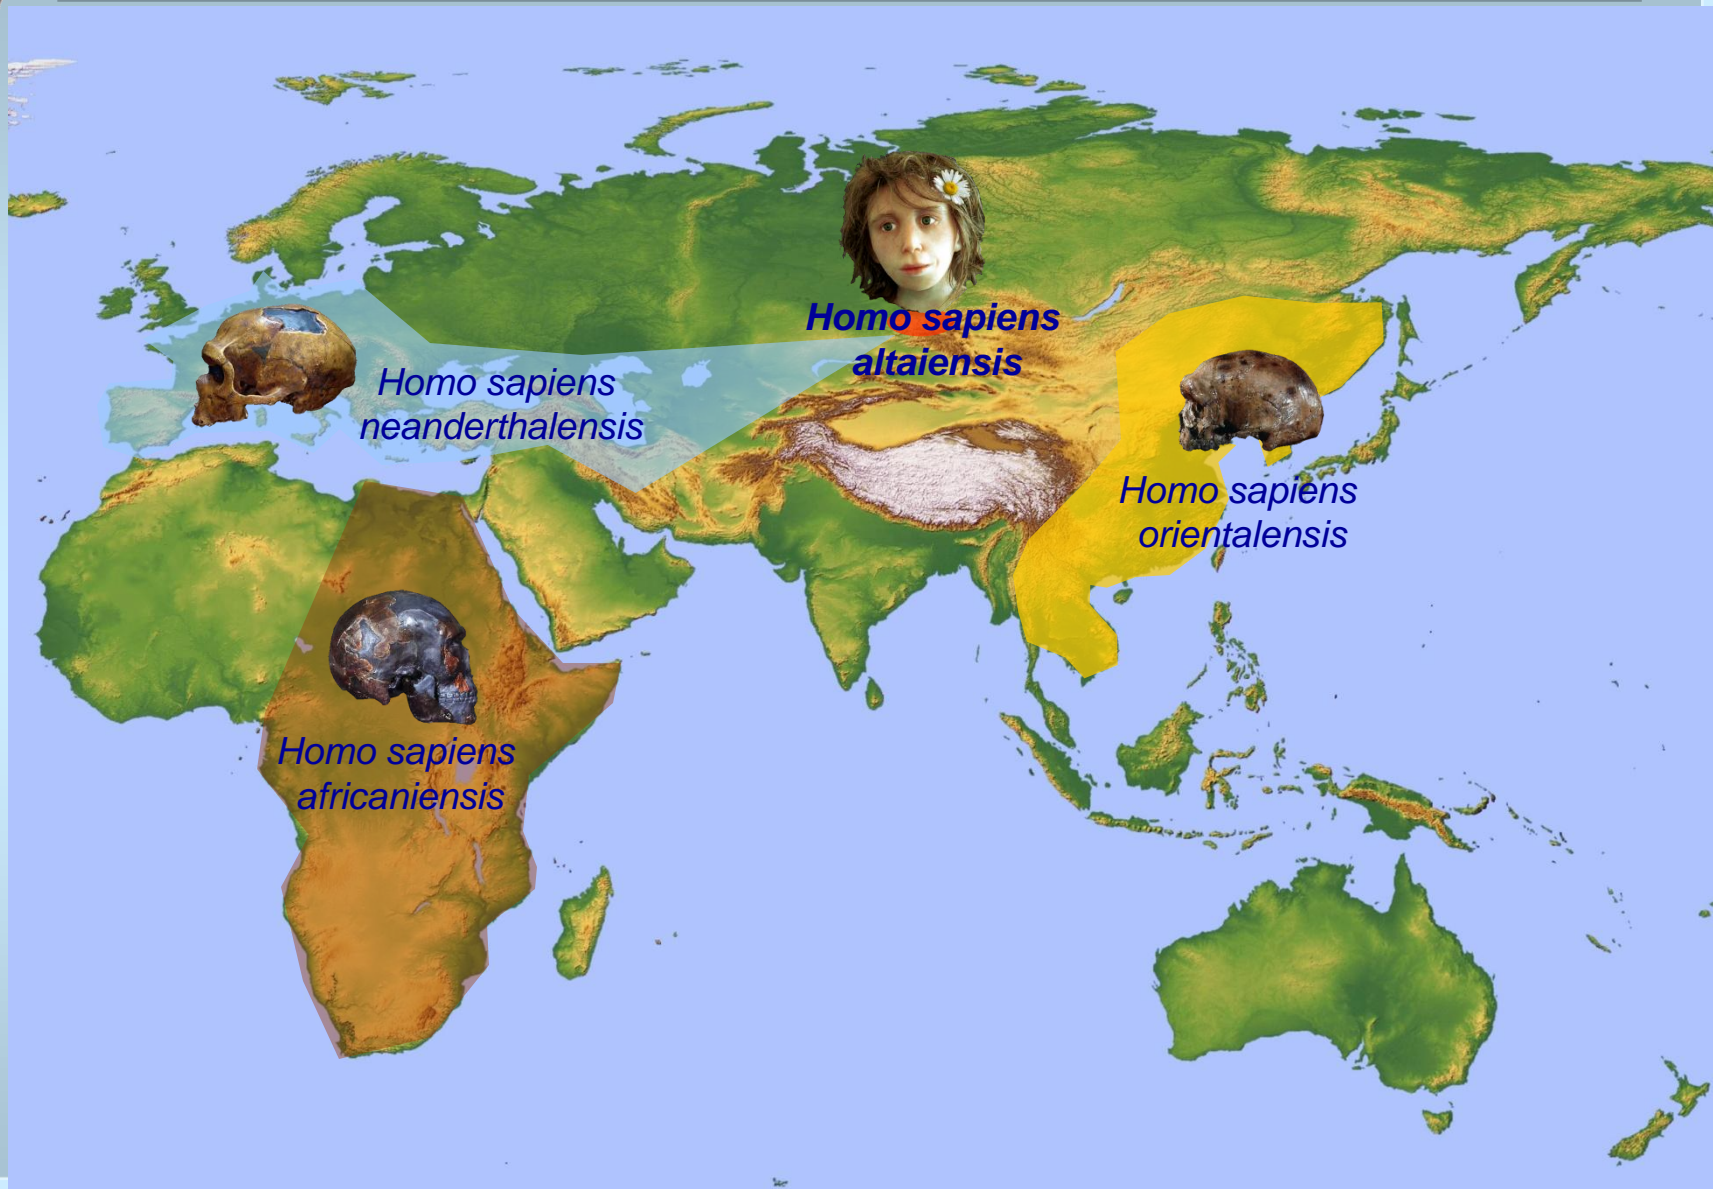 Homo sapiens
altaiensis
Homo sapiens
neanderthalensis
Homo sapiens
orientalensis
Homo sapiens
africaniensis